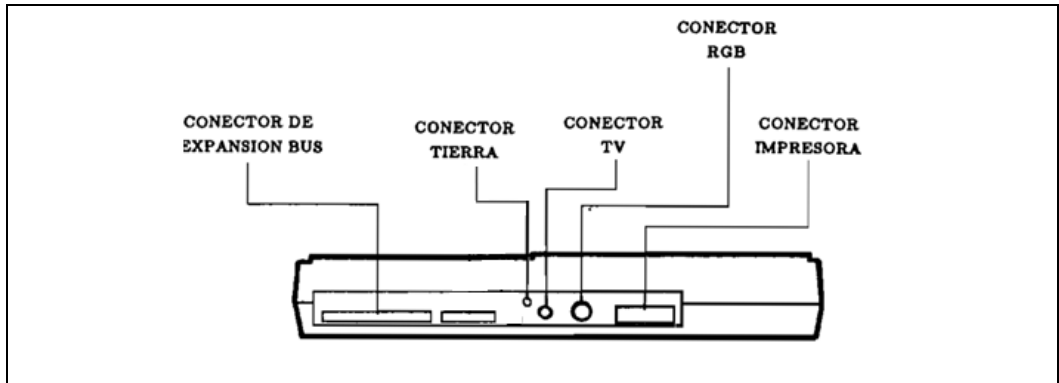 CONECTOR
RGB
CONECTOR DE
EXPANSION BUS
CONECTOR
TIERRA
CONECTOR
TV
CONECTOR
IMPRESORA